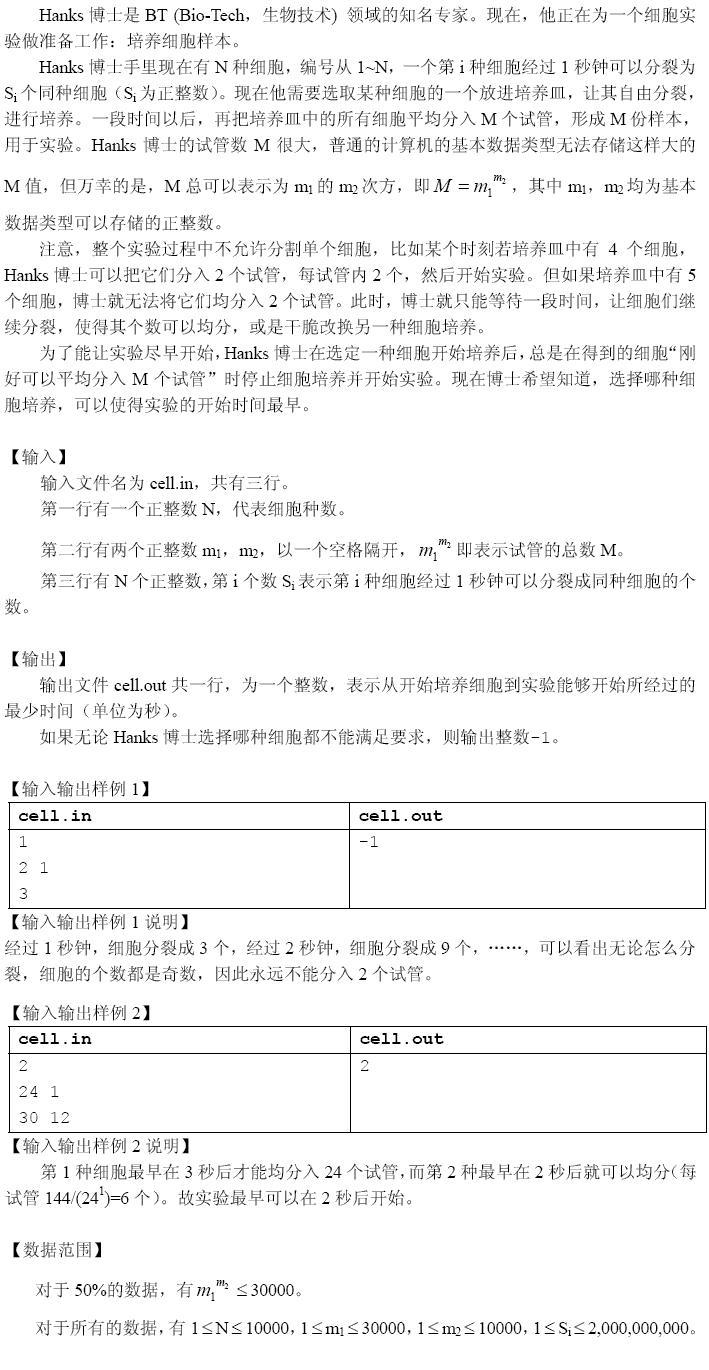 Hanks 博士是 BT (Bio-Tech，生物技术) 领域的知名专家。现在，他正在为一个细胞实
验做准备工作：培养细胞样本。
Hanks 博士手里现在有 N 种细胞，编号从 1~N，一个第 i 种细胞经过 1 秒钟可以分裂为
Si 个同种细胞（Si 为正整数）。现在他需要选取某种细胞的一个放进培养皿，让其自由分裂，
进行培养。一段时间以后，再把培养皿中的所有细胞平均分入 M 个试管，形成 M 份样本，
用于实验。Hanks 博士的试管数 M 很大，普通的计算机的基本数据类型无法存储这样大的
M 值，但万幸的是，M 总可以表示为 m1 的 m2 次方，即 M = m1^m2，其中 m1，m2 均为基本
数据类型可以存储的正整数。
注意，整个实验过程中不允许分割单个细胞，比如某个时刻若培养皿中有 4 个细胞，
Hanks 博士可以把它们分入 2 个试管，每试管内 2 个，然后开始实验。但如果培养皿中有 5
个细胞，博士就无法将它们均分入 2 个试管。此时，博士就只能等待一段时间，让细胞们继
续分裂，使得其个数可以均分，或是干脆改换另一种细胞培养。
为了能让实验尽早开始，Hanks 博士在选定一种细胞开始培养后，总是在得到的细胞“刚
好可以平均分入 M 个试管”时停止细胞培养并开始实验。现在博士希望知道，选择哪种细
胞培养，可以使得实验的开始时间最早。
【输入】
输入文件名为 cell.in，共有三行。
第一行有一个正整数 N，代表细胞种数。
第二行有两个正整数 m1，m2，以一个空格隔开， m1^m2 即表示试管的总数 M。
第三行有 N 个正整数，第 i 个数 Si 表示第 i 种细胞经过 1 秒钟可以分裂成同种细胞的个
数。
【输出】
输出文件 cell.out 共一行，为一个整数，表示从开始培养细胞到实验能够开始所经过的
最少时间（单位为秒）。
如果无论 Hanks 博士选择哪种细胞都不能满足要求，则输出整数-1。
【输入输出样例 1】
cell.in cell.out
1 -1
2 1
3
【输入输出样例 1 说明】
经过 1 秒钟，细胞分裂成 3 个，经过 2 秒钟，细胞分裂成 9 个，……，可以看出无论怎么分
裂，细胞的个数都是奇数，因此永远不能分入 2 个试管。
【输入输出样例 2】
cell.in cell.out
2 2
24 1
30 12
【输入输出样例 2 说明】
第 1 种细胞最早在 3 秒后才能均分入 24 个试管，而第 2 种最早在 2 秒后就可以均分（每
试管 144/(24^1)=6 个）。故实验最早可以在 2 秒后开始。
【数据范围】
对于 50%的数据，有 m1^m2 ≤30000。
对于所有的数据，有 1≤N≤10000，1≤m1≤30000，1≤m2≤10000，1≤Si≤2,000,000,000。